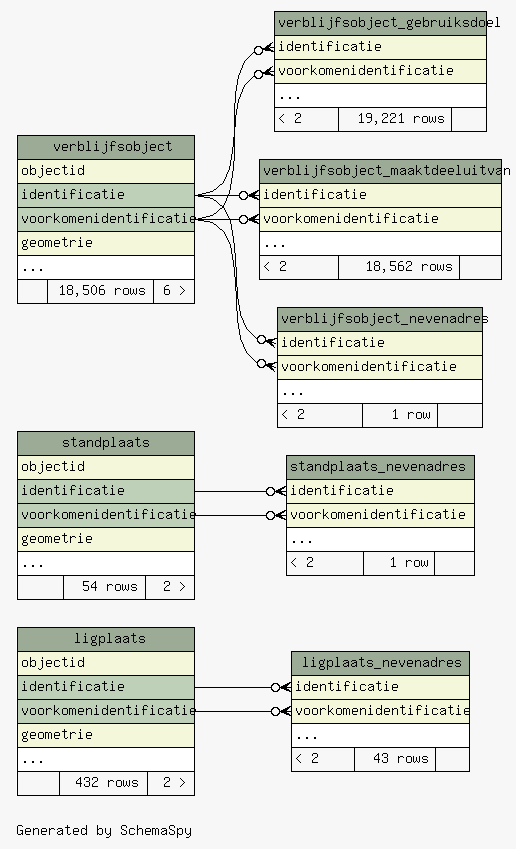 verblijfsobject_gebruiksdoel
identificatie
voorkomenidentificatie
...
< 2 19,221 rows
verblijfsobject
objectid
identificatie
voorkomenidentificatie
geometrie
...
18,506 rows 6 >
verblijfsobject_maaktdeeluitvan
identificatie
voorkomenidentificatie
...
< 2 18,562 rows
verblijfsobject_nevenadres
identificatie
voorkomenidentificatie
...
< 2 1 row
standplaats
objectid
identificatie
voorkomenidentificatie
geometrie
...
54 rows 2 >
standplaats_nevenadres
identificatie
voorkomenidentificatie
...
< 2 1 row
ligplaats
objectid
identificatie
voorkomenidentificatie
geometrie
...
432 rows 2 >
ligplaats_nevenadres
identificatie
voorkomenidentificatie
...
< 2 43 rows
Generated by SchemaSpy